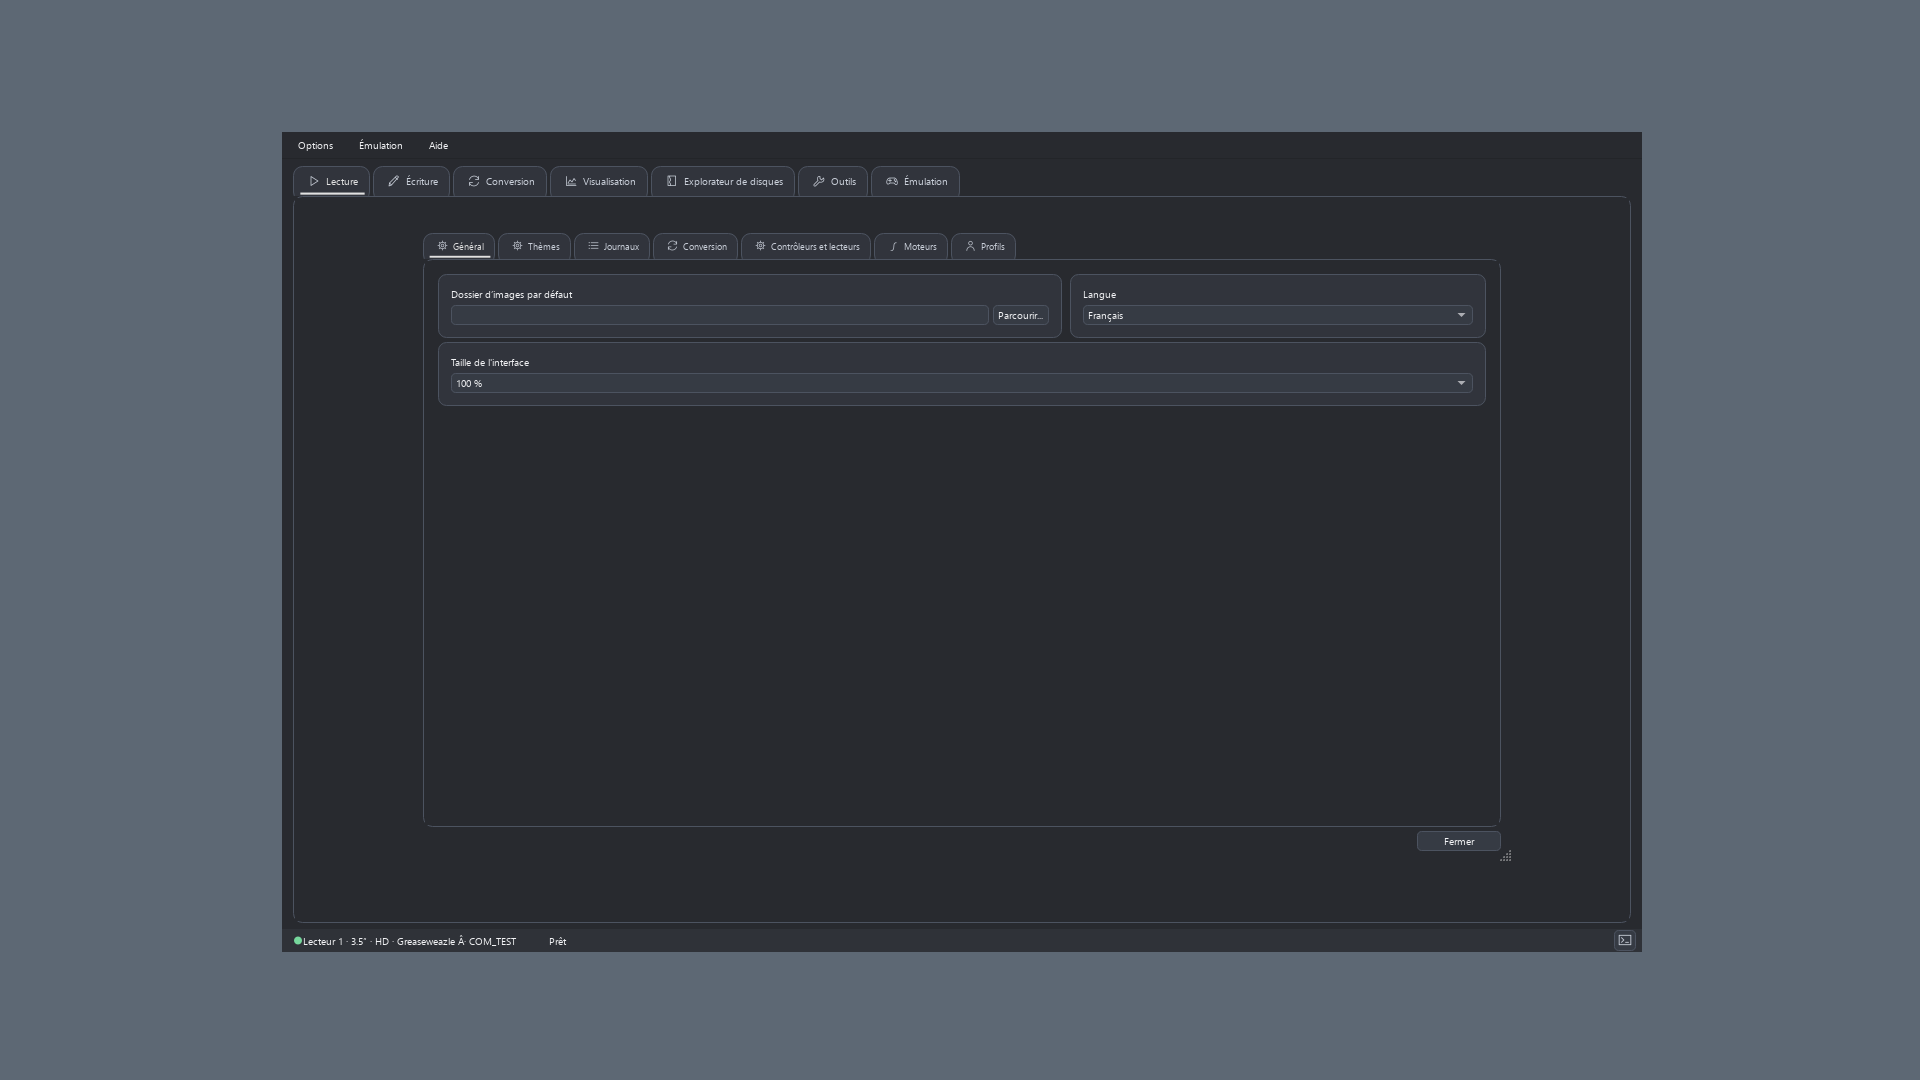 Options Émulation Aide
Lecture Écriture Conversion Visualisation Explorateur de disques Outils Émulation
Général Thèmes Journaux Conversion Contrôleurs et lecteurs Moteurs Profils
Dossier d'images par défaut Langue
Parcourir... Français
Taille de l'interface
100 %
Fermer
Lecteur 1 · 3.5" · HD · Greaseweazle Â· COM_TEST Prêt